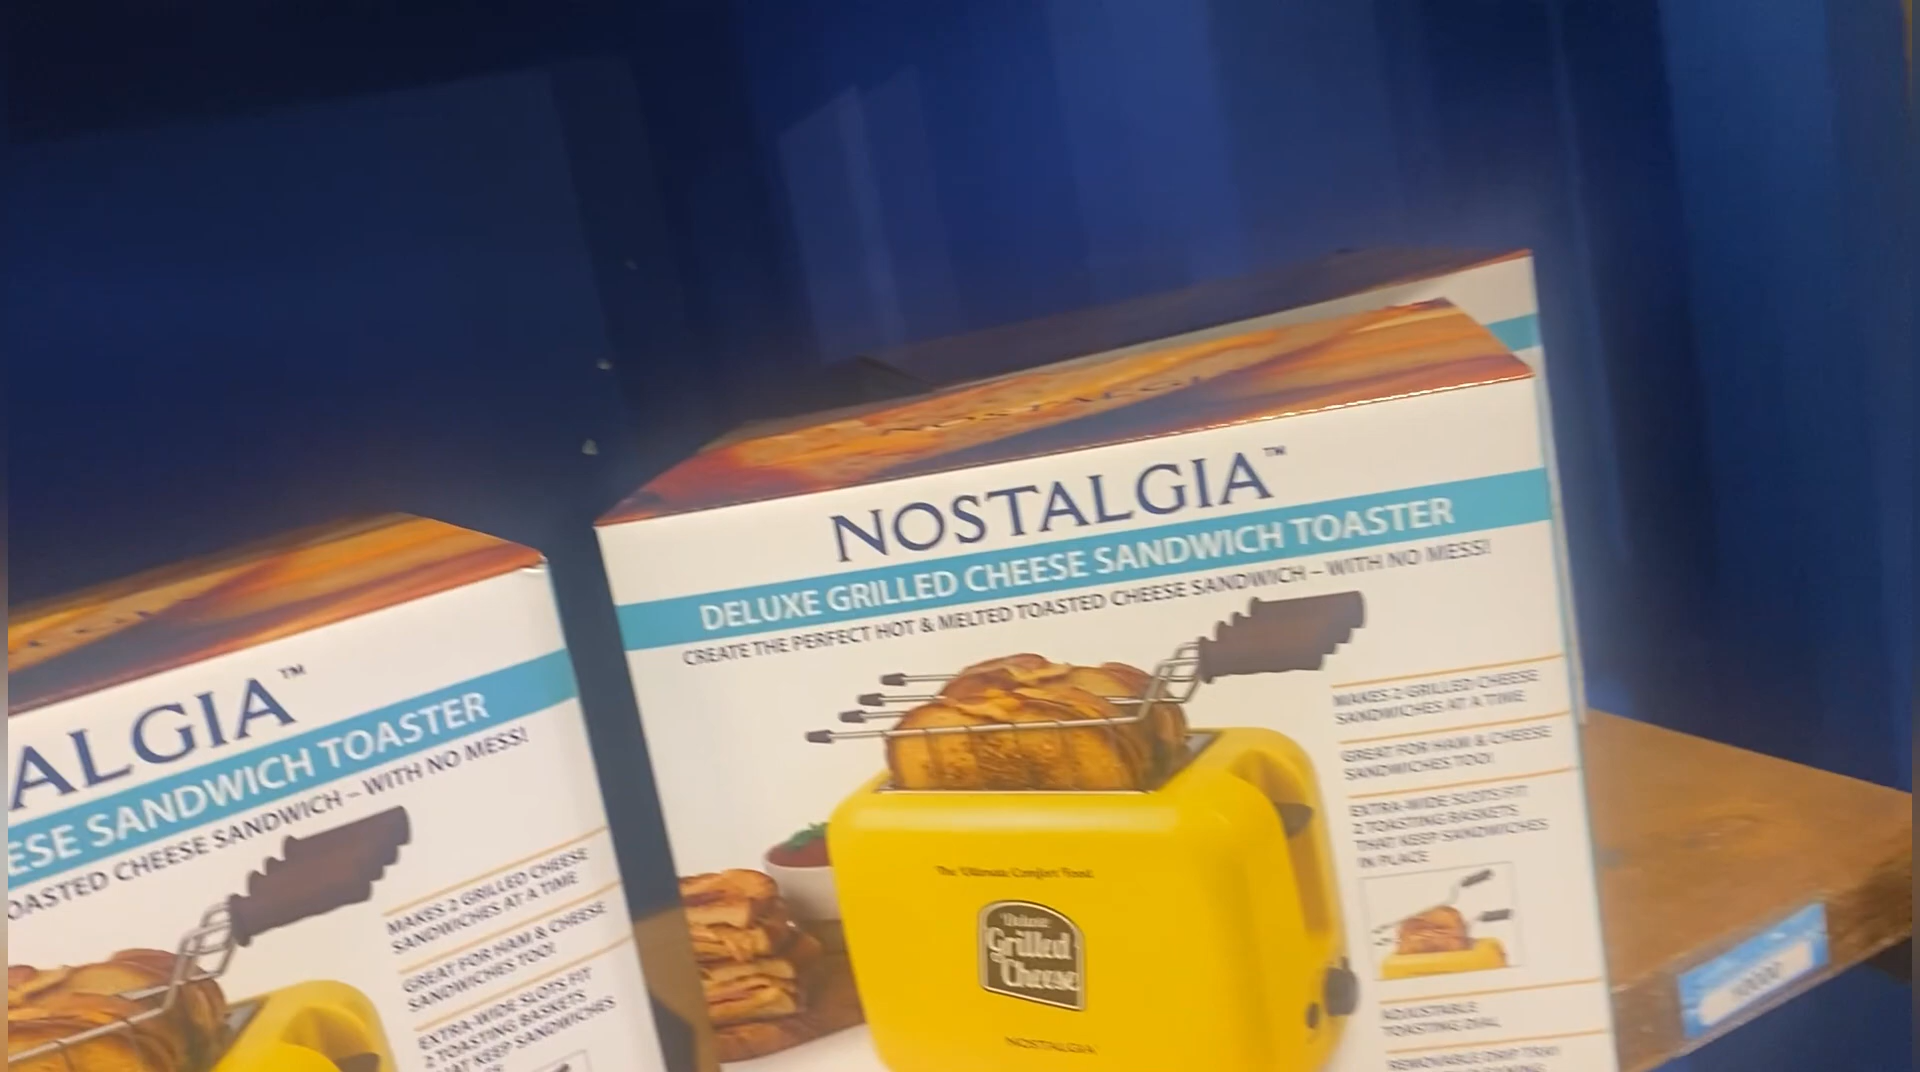 NOSTALGIA™
DELUXE GRILLED CHEESE SANDWICH TOASTER
CREATE THE PERFECT HOT & MELTED TOASTED CHEESE SANDWICH – WITH NO MESS!
MAKES 2 GRILLED CHEESE
SANDWICHES AT A TIME
GREAT FOR HAM & CHEESE
SANDWICHES TOO!
EXTRA-WIDE SLOTS FIT
2 TOASTING BASKETS
THAT KEEP SANDWICHES
IN PLACE
ADJUSTABLE
TOASTING DIAL
REMOVABLE DRIP TRAY
The Ultimate Comfort Food.
Deluxe
Grilled
Cheese
NOSTALGIA
ALGIA™
ESE SANDWICH TOASTER
OASTED CHEESE SANDWICH – WITH NO MESS!
MAKES 2 GRILLED CHEESE
SANDWICHES AT A TIME
GREAT FOR HAM & CHEESE
SANDWICHES TOO!
EXTRA-WIDE SLOTS FIT
2 TOASTING BASKETS
HAT KEEP SANDWICHES